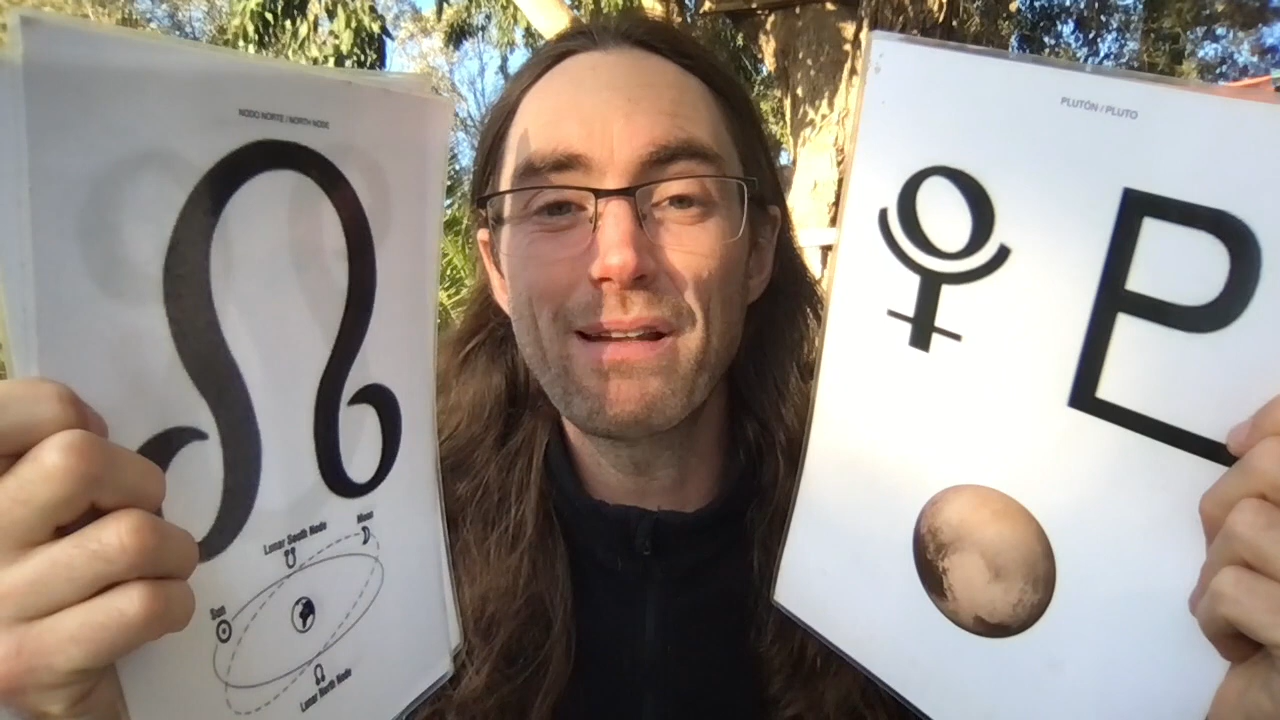 NODO NORTE / NORTH NODE
Lunar South Node
Moon
Sun
Lunar North Node
PLUTÓN / PLUTO